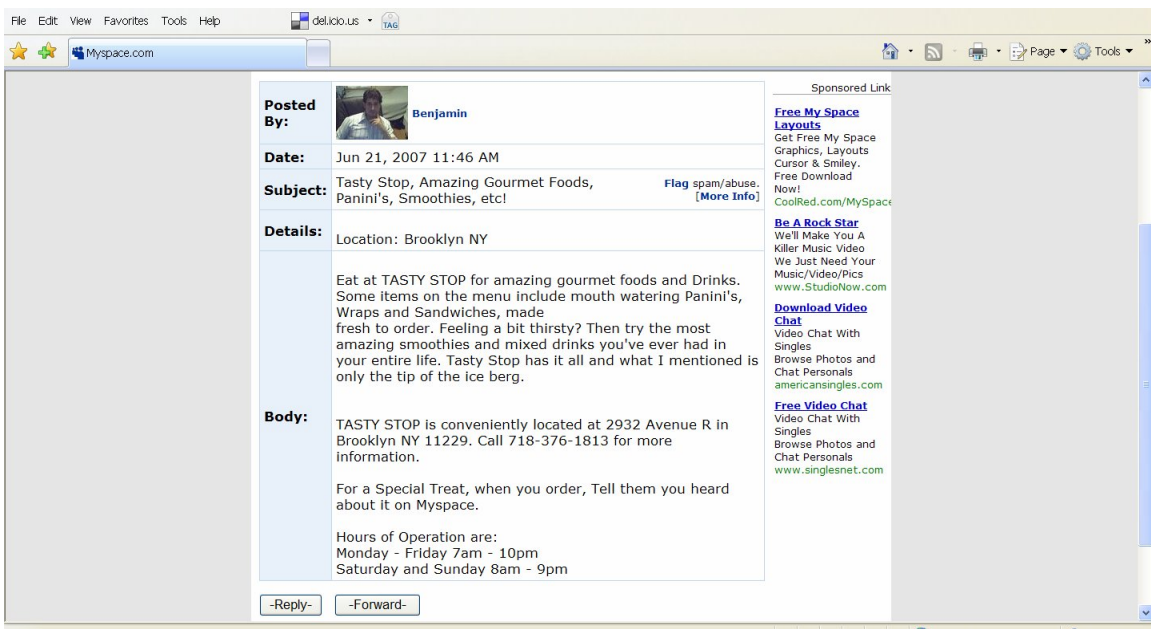 File Edit View Favorites Tools Help
del.icio.us
TAG
Myspace.com
Page
Tools
Posted By:
Benjamin
Date:
Jun 21, 2007 11:46 AM
Subject:
Tasty Stop, Amazing Gourmet Foods,
Panini's, Smoothies, etc!
Flag spam/abuse.
[More Info]
Details:
Location: Brooklyn NY
Body:
Eat at TASTY STOP for amazing gourmet foods and Drinks.
Some items on the menu include mouth watering Panini's,
Wraps and Sandwiches, made
fresh to order. Feeling a bit thirsty? Then try the most
amazing smoothies and mixed drinks you've ever had in
your entire life. Tasty Stop has it all and what I mentioned is
only the tip of the ice berg.
TASTY STOP is conveniently located at 2932 Avenue R in
Brooklyn NY 11229. Call 718-376-1813 for more
information.
For a Special Treat, when you order, Tell them you heard
about it on Myspace.
Hours of Operation are:
Monday - Friday 7am - 10pm
Saturday and Sunday 8am - 9pm
-Reply-
-Forward-
Sponsored Link
Free My Space
Layouts
Get Free My Space
Graphics, Layouts
Cursor & Smiley.
Free Download
Now!
CoolRed.com/MySpace
Be A Rock Star
We'll Make You A
Killer Music Video
We Just Need Your
Music/Video/Pics
www.StudioNow.com
Download Video
Chat
Video Chat With
Singles
Browse Photos and
Chat Personals
americansingles.com
Free Video Chat
Video Chat With
Singles
Browse Photos and
Chat Personals
www.singlesnet.com